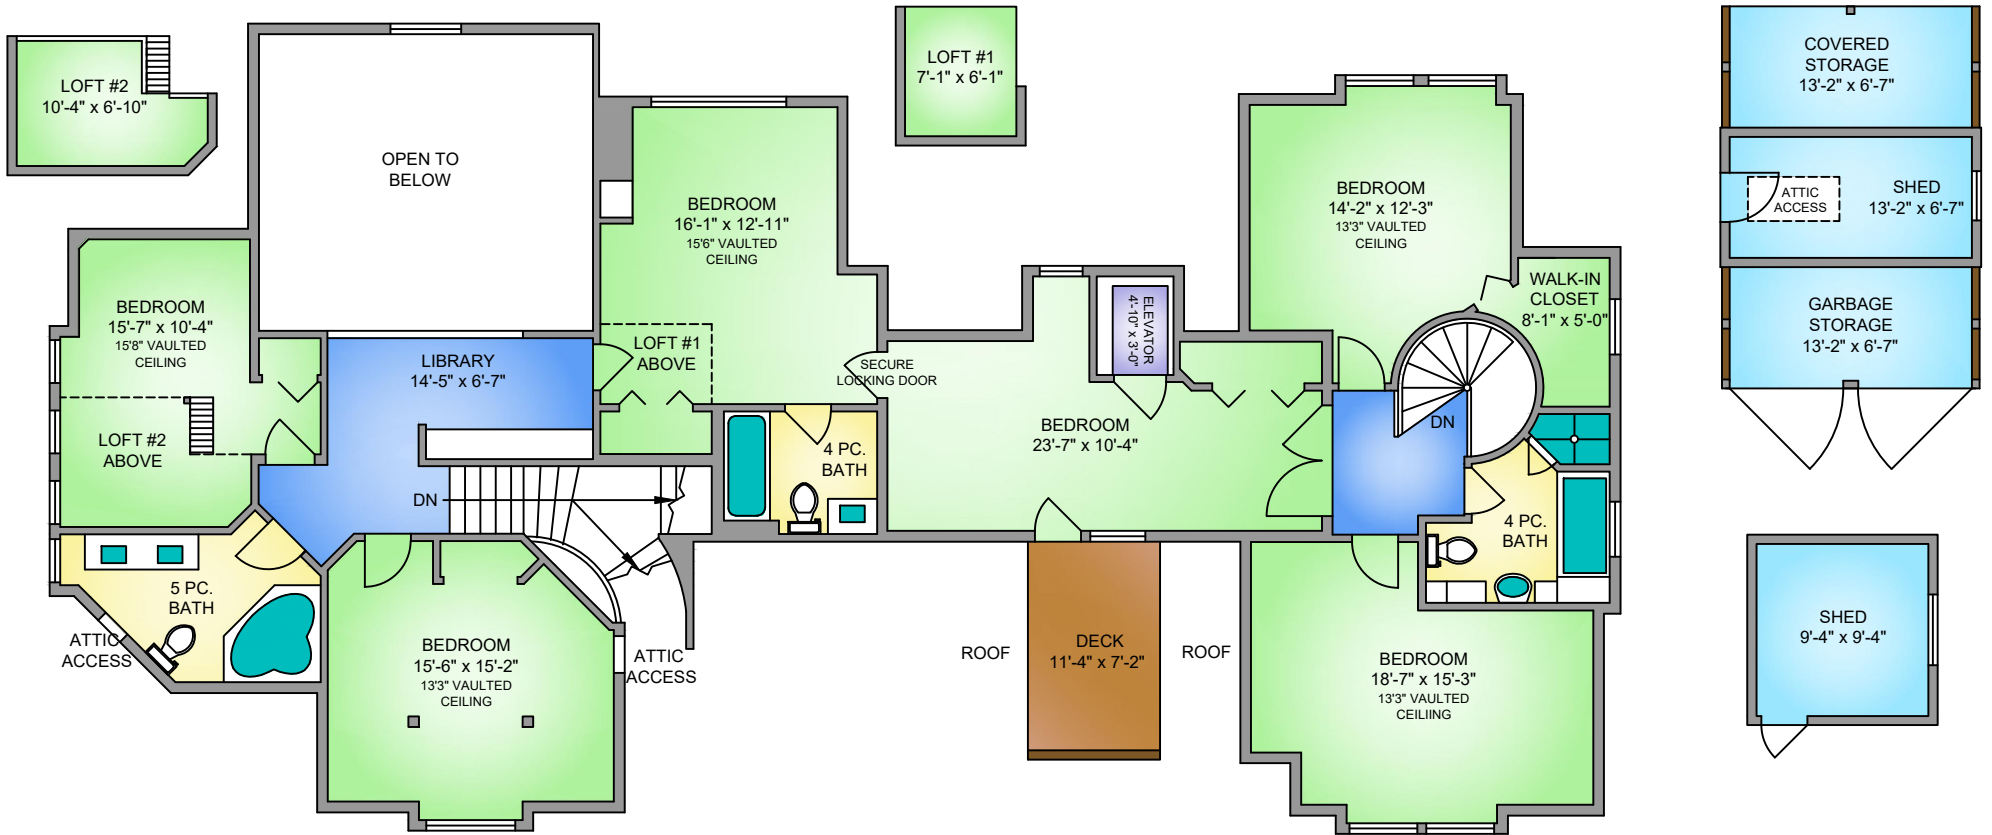 LOFT #2
10'-4" x 6'-10"
OPEN TO
BELOW
LOFT #1
7'-1" x 6'-1"
COVERED
STORAGE
13'-2" x 6'-7"
ATTIC
ACCESS
SHED
13'-2" x 6'-7"
GARBAGE
STORAGE
13'-2" x 6'-7"
BEDROOM
16'-1" x 12'-11"
15'6" VAULTED
CEILING
BEDROOM
14'-2" x 12'-3"
13'3" VAULTED
CEILING
WALK-IN
CLOSET
8'-1" x 5'-0"
BEDROOM
15'-7" x 10'-4"
15'8" VAULTED
CEILING
LOFT #2
ABOVE
LIBRARY
14'-5" x 6'-7"
LOFT #1
ABOVE
SECURE
LOCKING DOOR
ELEVATOR
4'-10" x 3'-0"
BEDROOM
23'-7" x 10'-4"
DN
DN
4 PC.
BATH
4 PC.
BATH
5 PC.
BATH
ATTIC
ACCESS
BEDROOM
15'-6" x 15'-2"
13'3" VAULTED
CEILING
ATTIC
ACCESS
ROOF
DECK
11'-4" x 7'-2"
ROOF
BEDROOM
18'-7" x 15'-3"
13'3" VAULTED
CEILIING
SHED
9'-4" x 9'-4"